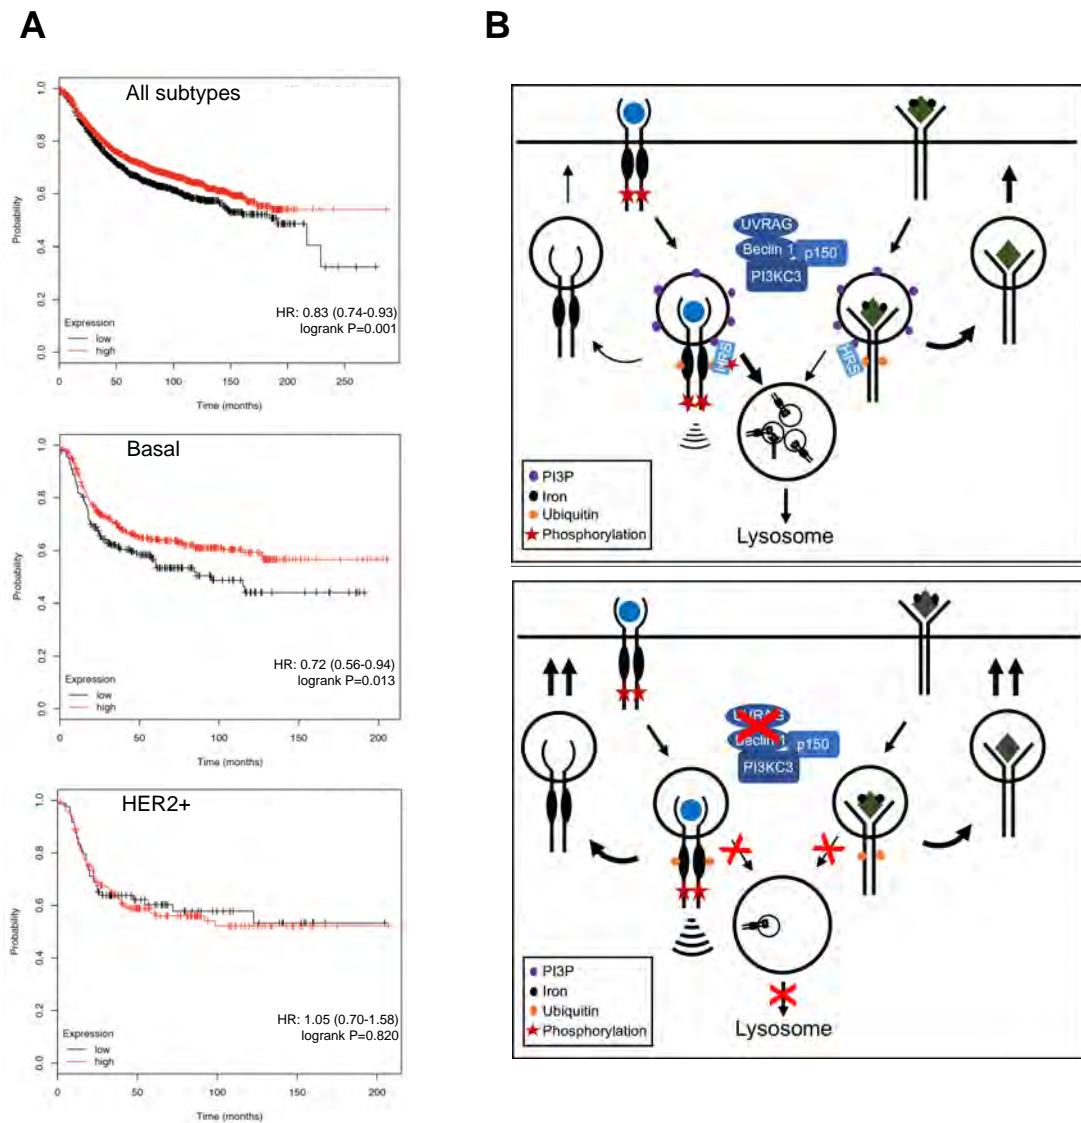 A
B
All subtypes
Probability
1.0
0.8
0.6
0.4
0.2
0.0
HR: 0.83 (0.74-0.93)
logrank P=0.001
Expression
low
high
0 50 100 150 200 250
Time (months)
Basal
Probability
1.0
0.8
0.6
0.4
0.2
0.0
HR: 0.72 (0.56-0.94)
logrank P=0.013
Expression
low
high
0 50 100 150 200
Time (months)
HER2+
Probability
1.0
0.8
0.6
0.4
0.2
0.0
HR: 1.05 (0.70-1.58)
logrank P=0.820
Expression
low
high
0 50 100 150 200
Time (months)
UVRAG
Beclin 1
p150
PI3KC3
HRS
HRS
PI3P
Iron
Ubiquitin
Phosphorylation
Lysosome
UVRAG
Beclin 1
p150
PI3KC3
PI3P
Iron
Ubiquitin
Phosphorylation
Lysosome